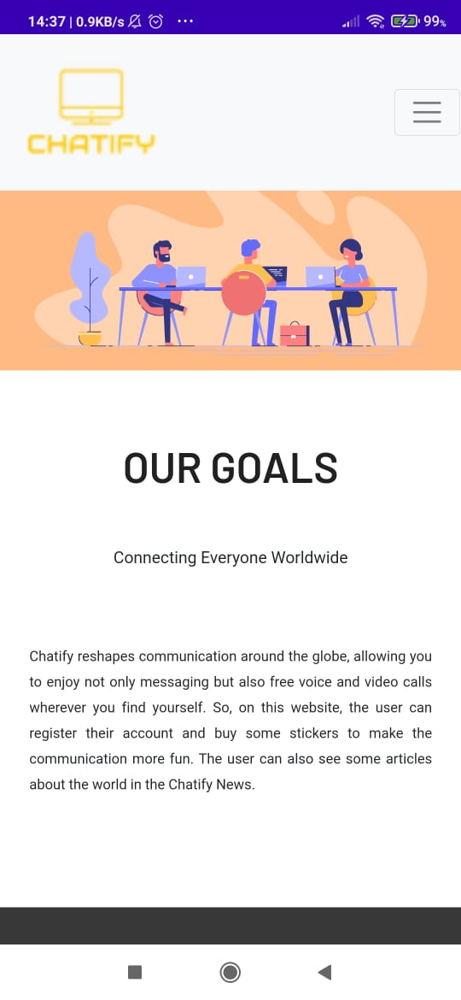 14:37 | 0.9KB/s ... 99%
CHATIFY
OUR GOALS
Connecting Everyone Worldwide
Chatify reshapes communication around the globe, allowing you
to enjoy not only messaging but also free voice and video calls
wherever you find yourself. So, on this website, the user can
register their account and buy some stickers to make the
communication more fun. The user can also see some articles
about the world in the Chatify News.